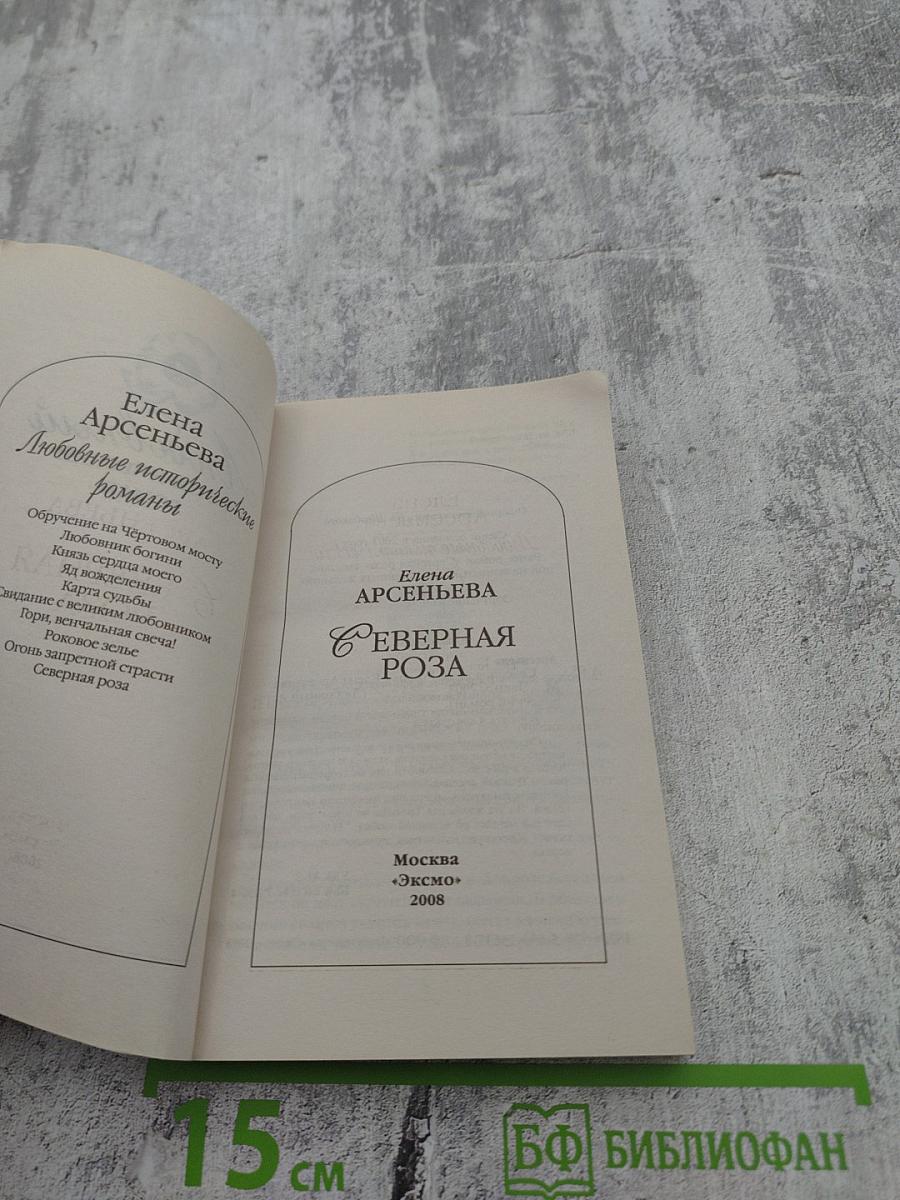 Елена
Арсеньева
Любовные исторические
романы
Обручение на Чёртовом мосту
Любовник богини
Князь сердца моего
Яд вожделения
Карта судьбы
Свидание с великим любовником
Гори, венчальная свеча!
Роковое зелье
Огонь запретной страсти
Северная роза
Елена
АРСЕНЬЕВА
СЕВЕРНАЯ
РОЗА
Москва
«Эксмо»
2008
15 см
БФ БИБЛИОФАН